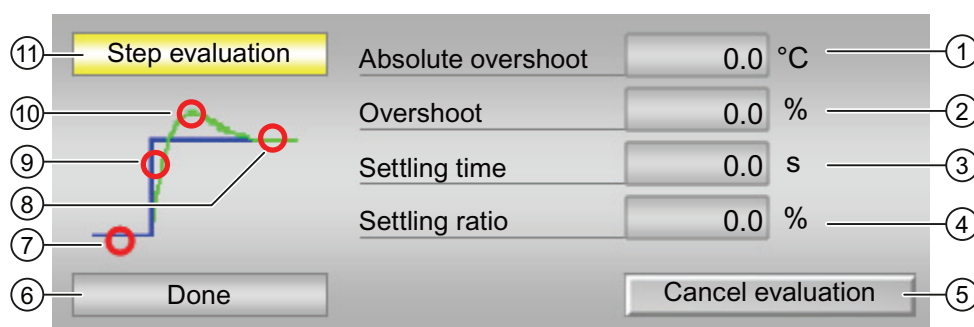 11 Step evaluation Absolute overshoot 0.0 °C 1
10 Overshoot 0.0 % 2
9 Settling time 0.0 s 3
8 Settling ratio 0.0 % 4
7
6 Done Cancel evaluation 5